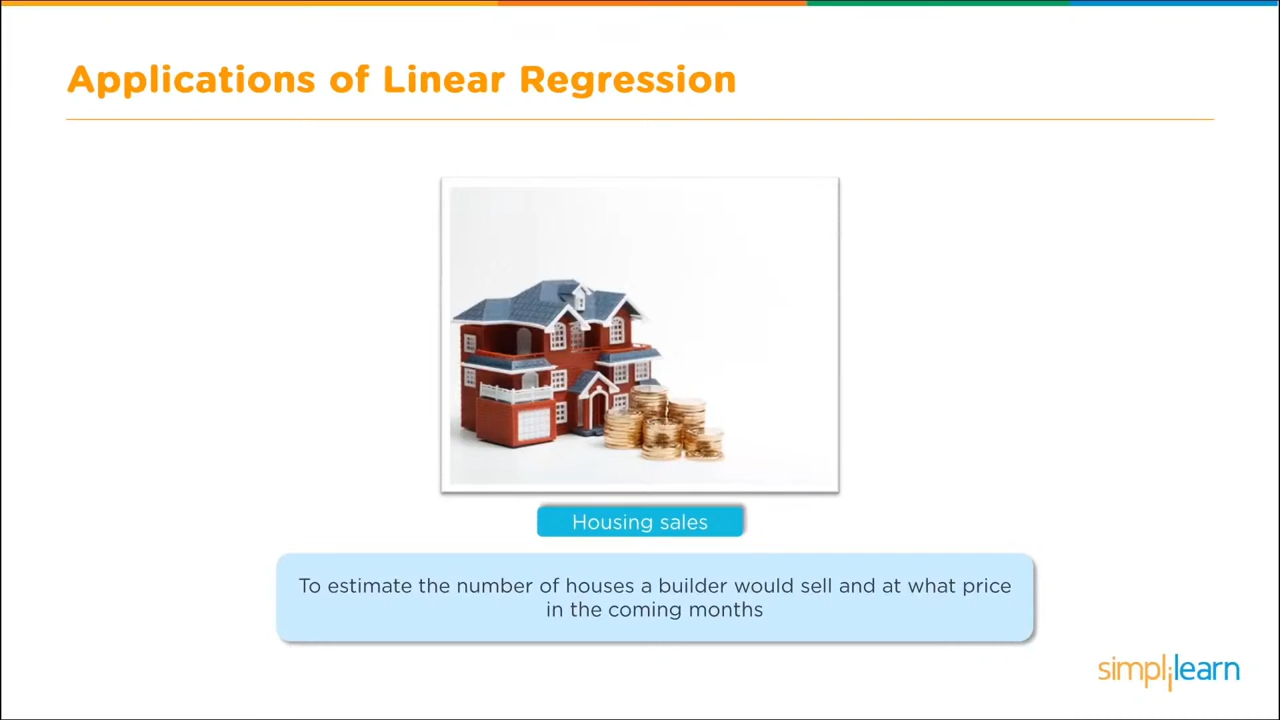 Applications of Linear Regression
Housing sales
To estimate the number of houses a builder would sell and at what price
in the coming months
simplilearn